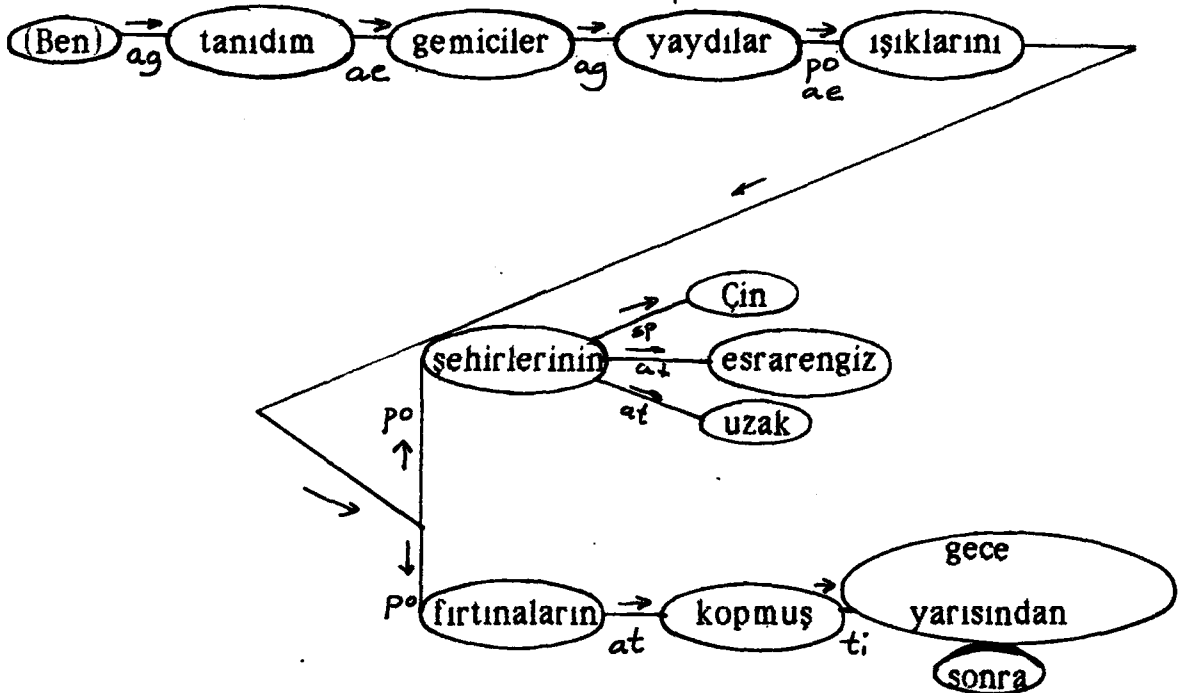 (Ben) tanıdım gemiciler yaydılar ışıklarını
ag ae ag po
ae
Çin
sp
şehirlerinin esrarengiz
at
po at uzak
gece
po fırtınaların kopmuş yarısından
at ti
sonra